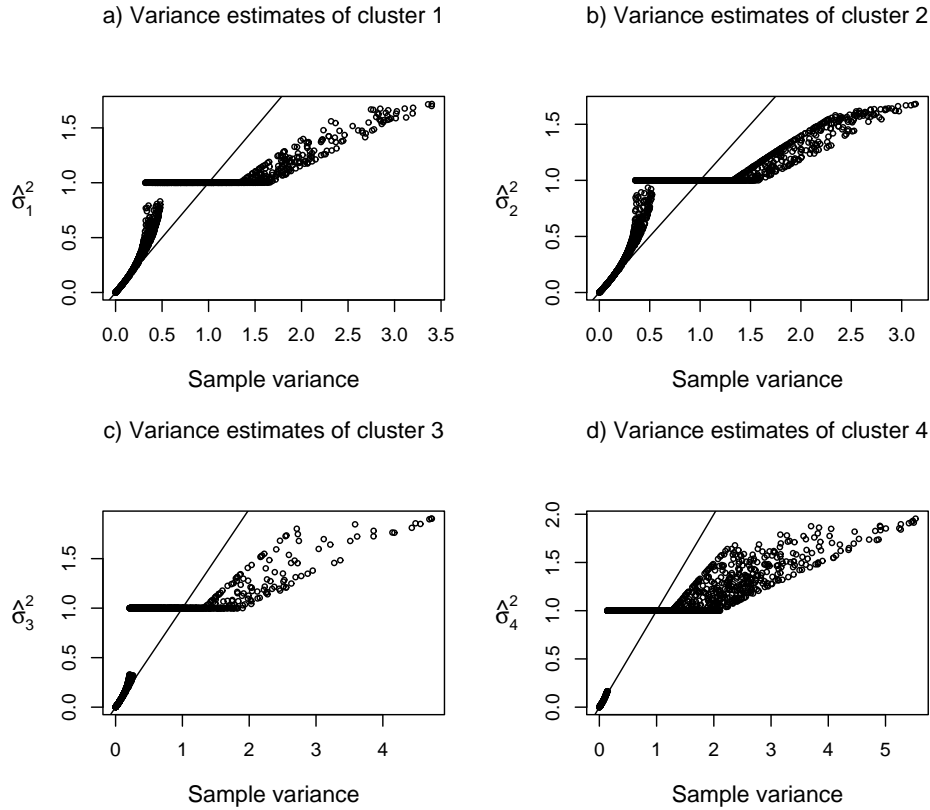 a) Variance estimates of cluster 1
0.0 0.5 1.0 1.5
σ̂₁²
0.0 0.5 1.0 1.5 2.0 2.5 3.0 3.5
Sample variance
b) Variance estimates of cluster 2
0.0 0.5 1.0 1.5
σ̂₂²
0.0 0.5 1.0 1.5 2.0 2.5 3.0
Sample variance
c) Variance estimates of cluster 3
0.0 0.5 1.0 1.5
σ̂₃²
0 1 2 3 4
Sample variance
d) Variance estimates of cluster 4
0.0 0.5 1.0 1.5 2.0
σ̂₄²
0 1 2 3 4 5
Sample variance